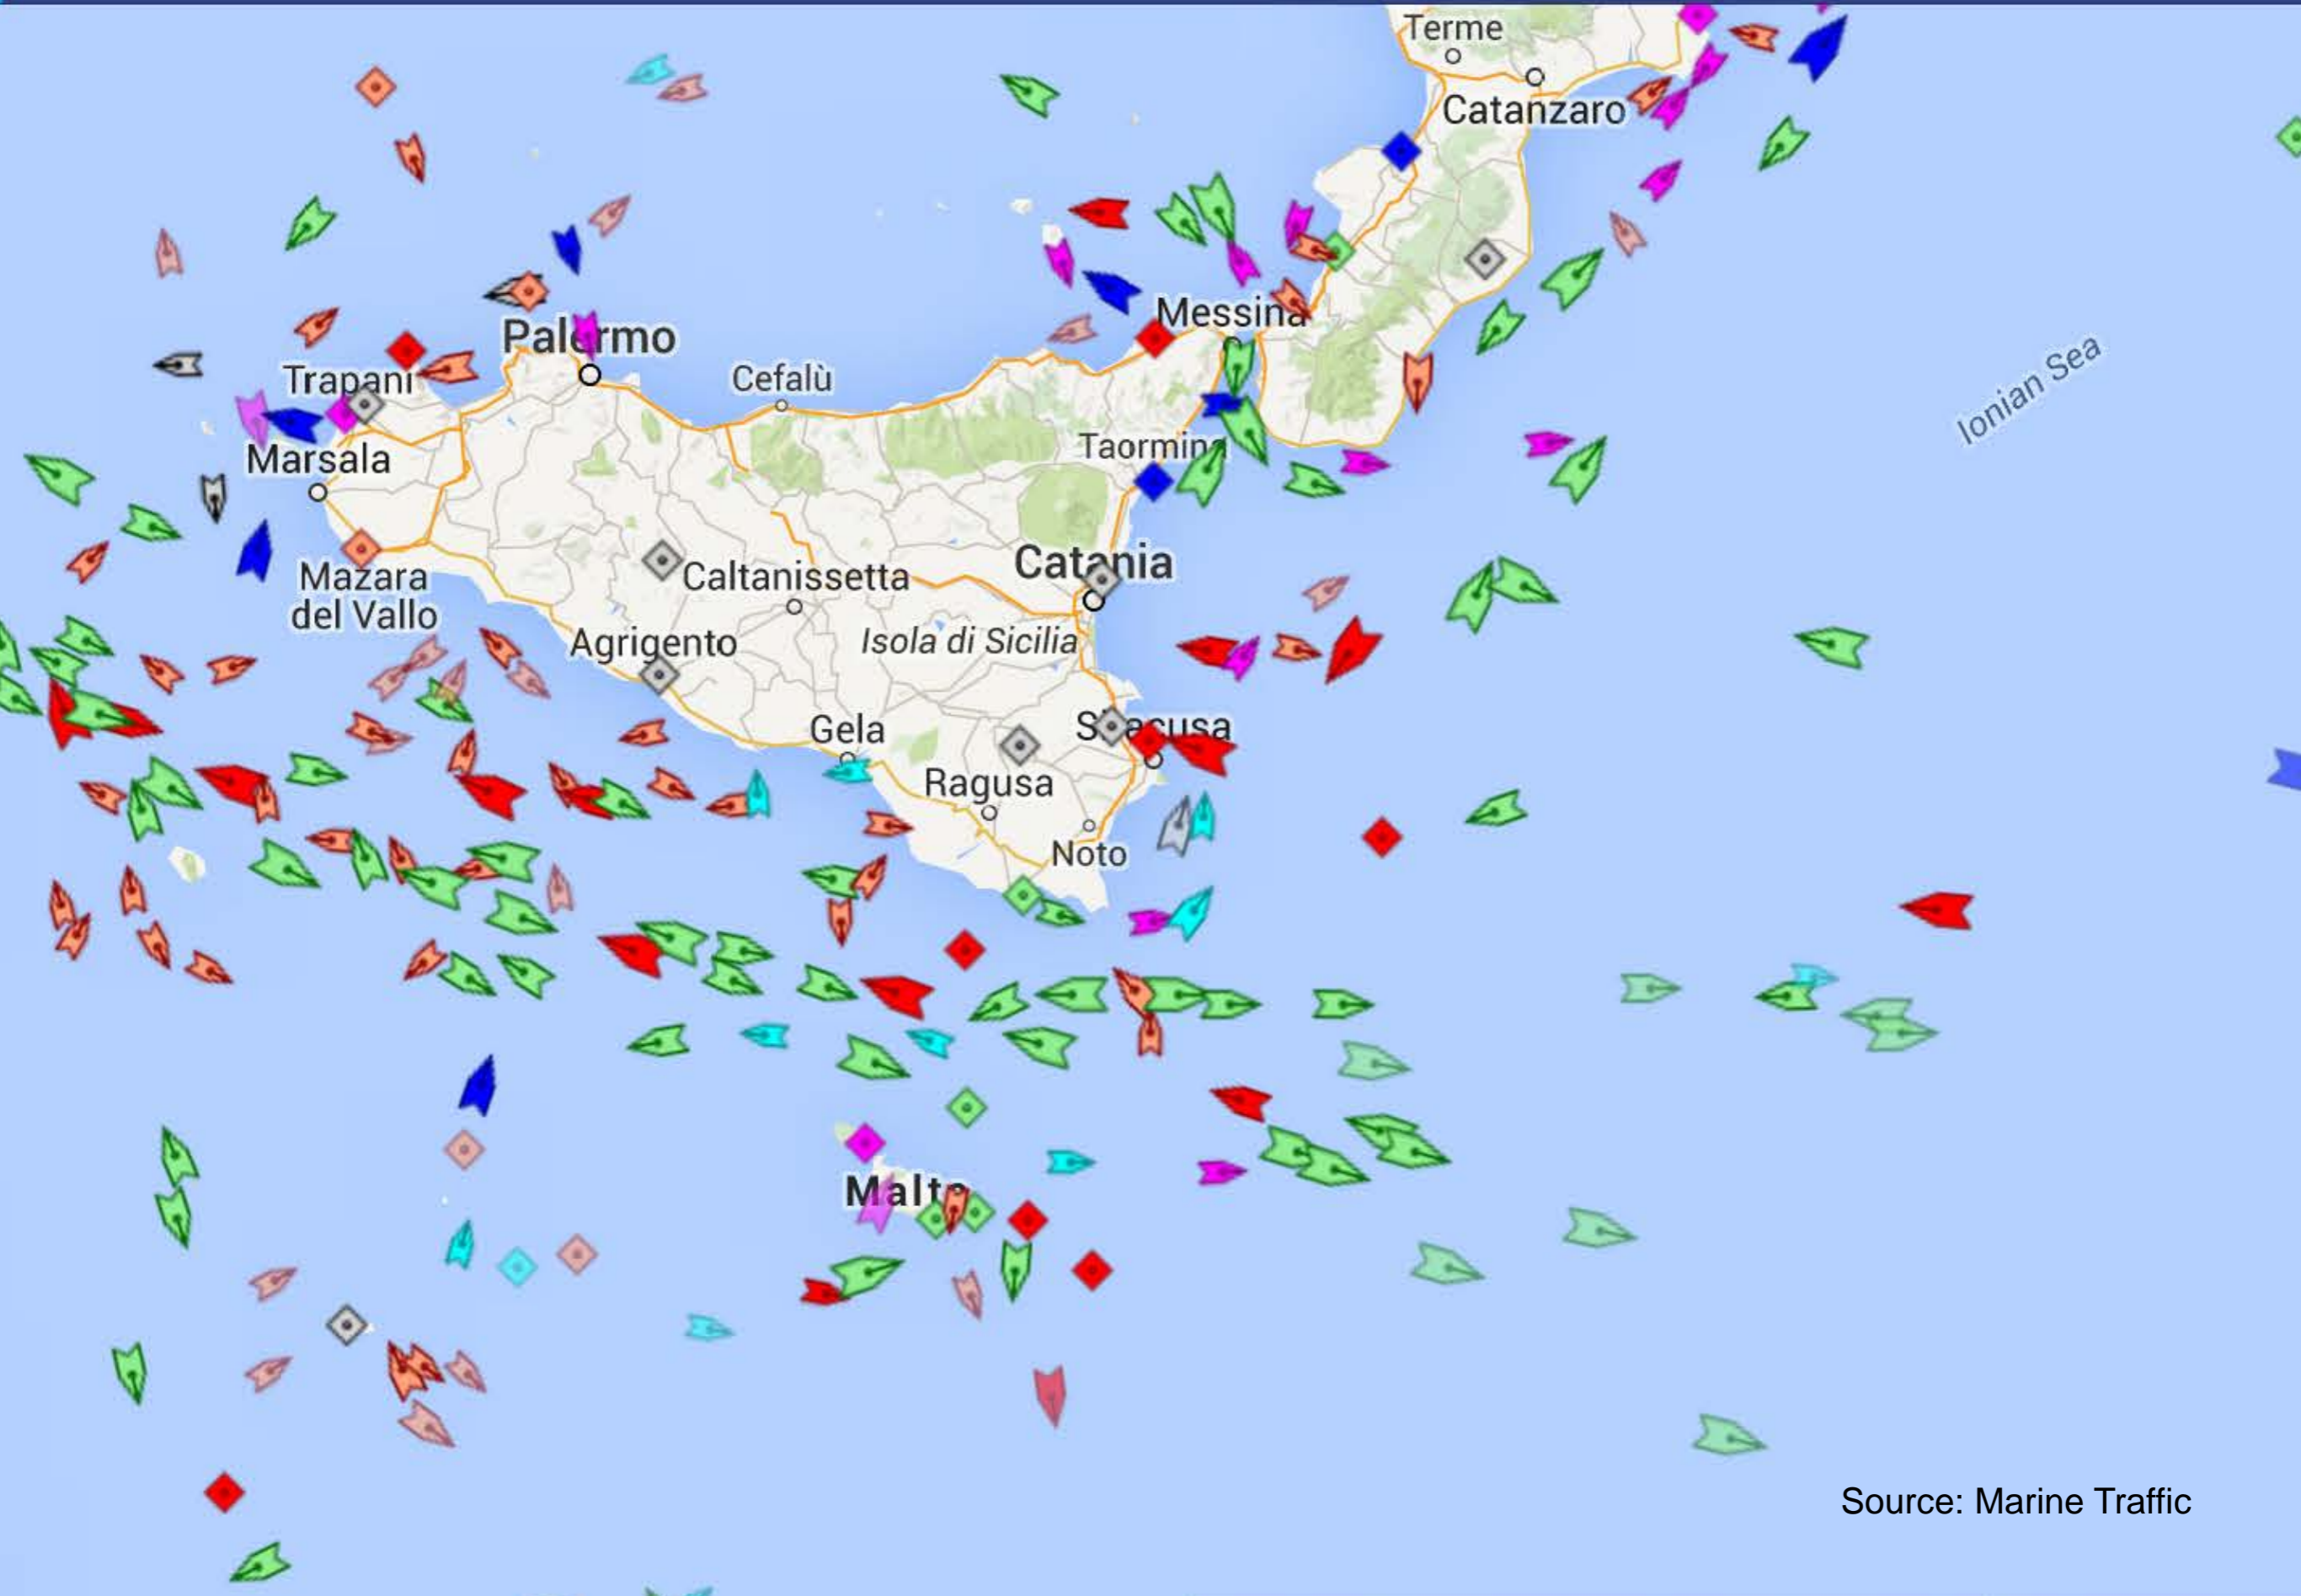 Terme
Catanzaro
Messina
Palermo
Trapani
Cefalù
Ionian Sea
Taormina
Marsala
Catania
Mazara
del Vallo
Caltanissetta
Agrigento
Isola di Sicilia
Gela
Siracusa
Ragusa
Noto
Malta
Source: Marine Traffic